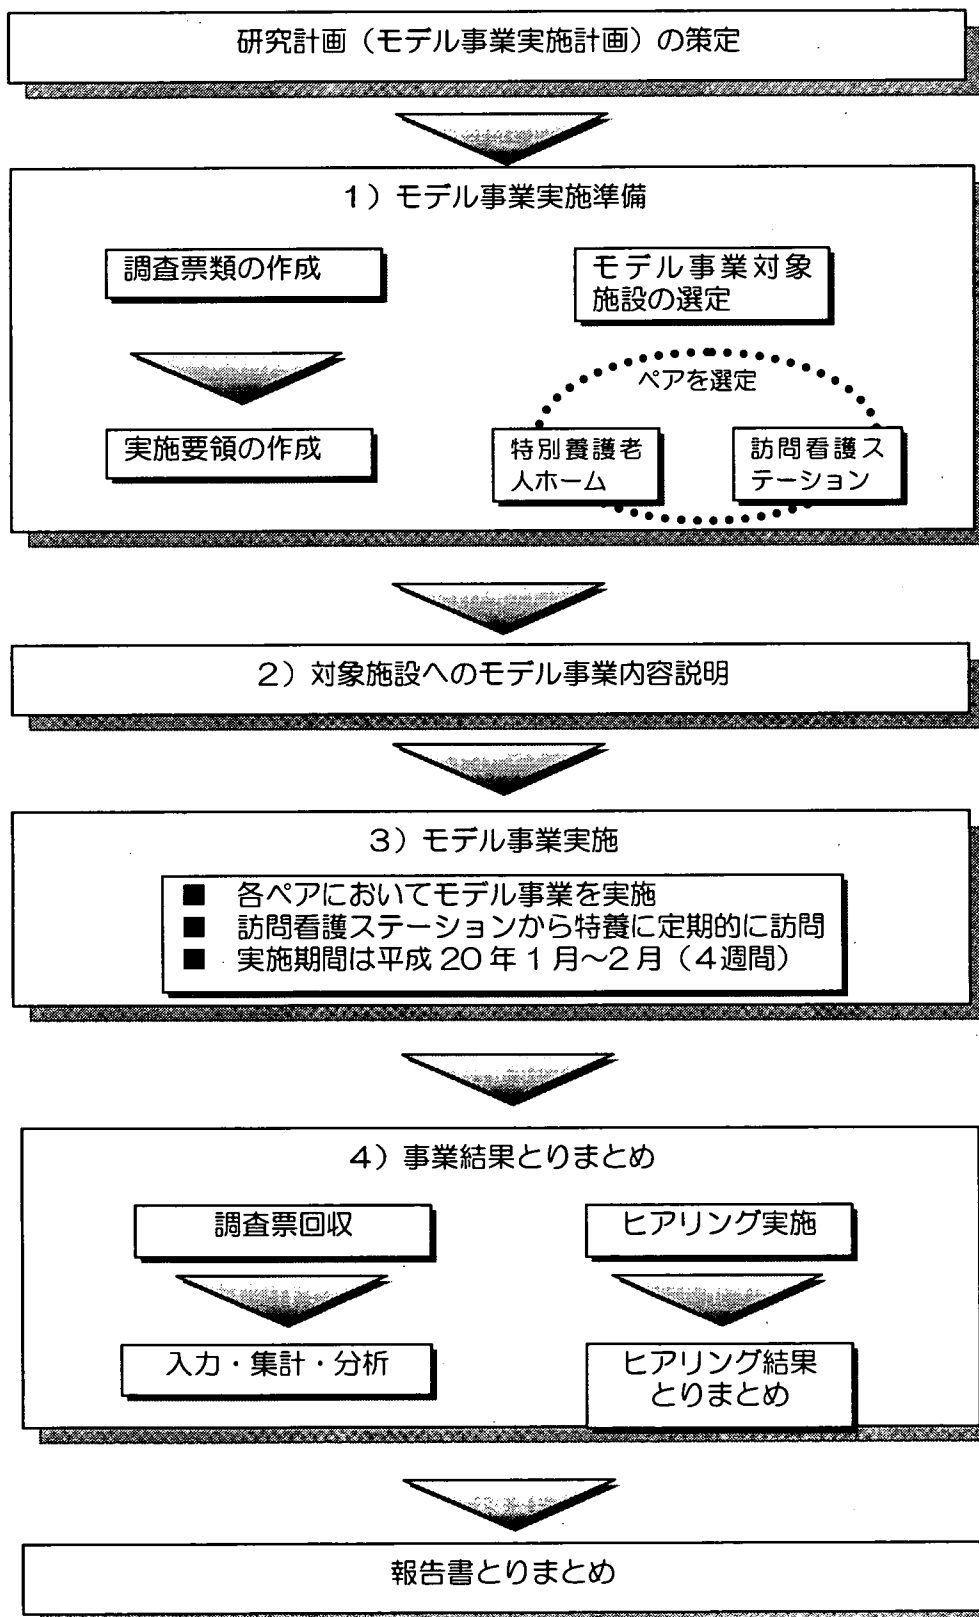 研究計画（モデル事業実施計画）の策定
1）モデル事業実施準備
調査票類の作成
実施要領の作成
モデル事業対象
施設の選定
ペアを選定
特別養護老
人ホーム
訪問看護ス
テーション
2）対象施設へのモデル事業内容説明
3）モデル事業実施
■ 各ペアにおいてモデル事業を実施
■ 訪問看護ステーションから特養に定期的に訪問
■ 実施期間は平成20年1月～2月（4週間）
4）事業結果とりまとめ
調査票回収
入力・集計・分析
ヒアリング実施
ヒアリング結果
とりまとめ
報告書とりまとめ